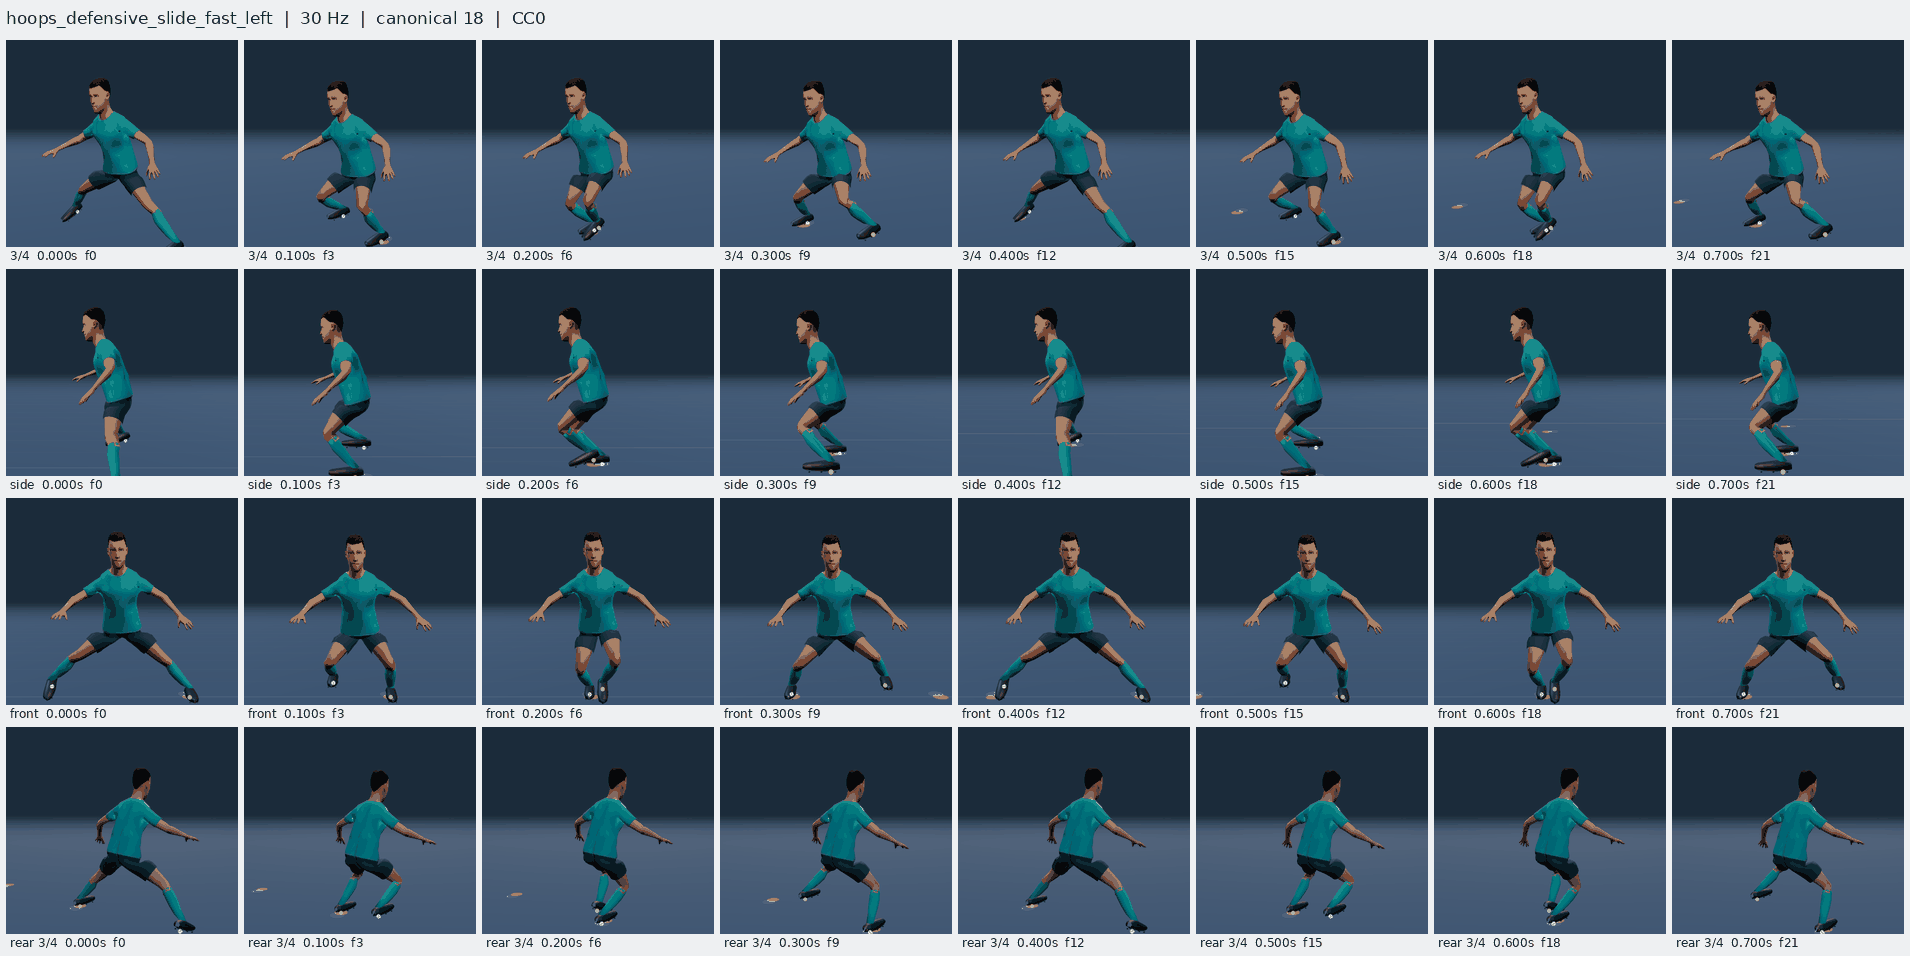 hoops_defensive_slide_fast_left | 30 Hz | canonical 18 | CC0
3/4 0.000s f0
3/4 0.100s f3
3/4 0.200s f6
3/4 0.300s f9
3/4 0.400s f12
3/4 0.500s f15
3/4 0.600s f18
3/4 0.700s f21
side 0.000s f0
side 0.100s f3
side 0.200s f6
side 0.300s f9
side 0.400s f12
side 0.500s f15
side 0.600s f18
side 0.700s f21
front 0.000s f0
front 0.100s f3
front 0.200s f6
front 0.300s f9
front 0.400s f12
front 0.500s f15
front 0.600s f18
front 0.700s f21
rear 3/4 0.000s f0
rear 3/4 0.100s f3
rear 3/4 0.200s f6
rear 3/4 0.300s f9
rear 3/4 0.400s f12
rear 3/4 0.500s f15
rear 3/4 0.600s f18
rear 3/4 0.700s f21